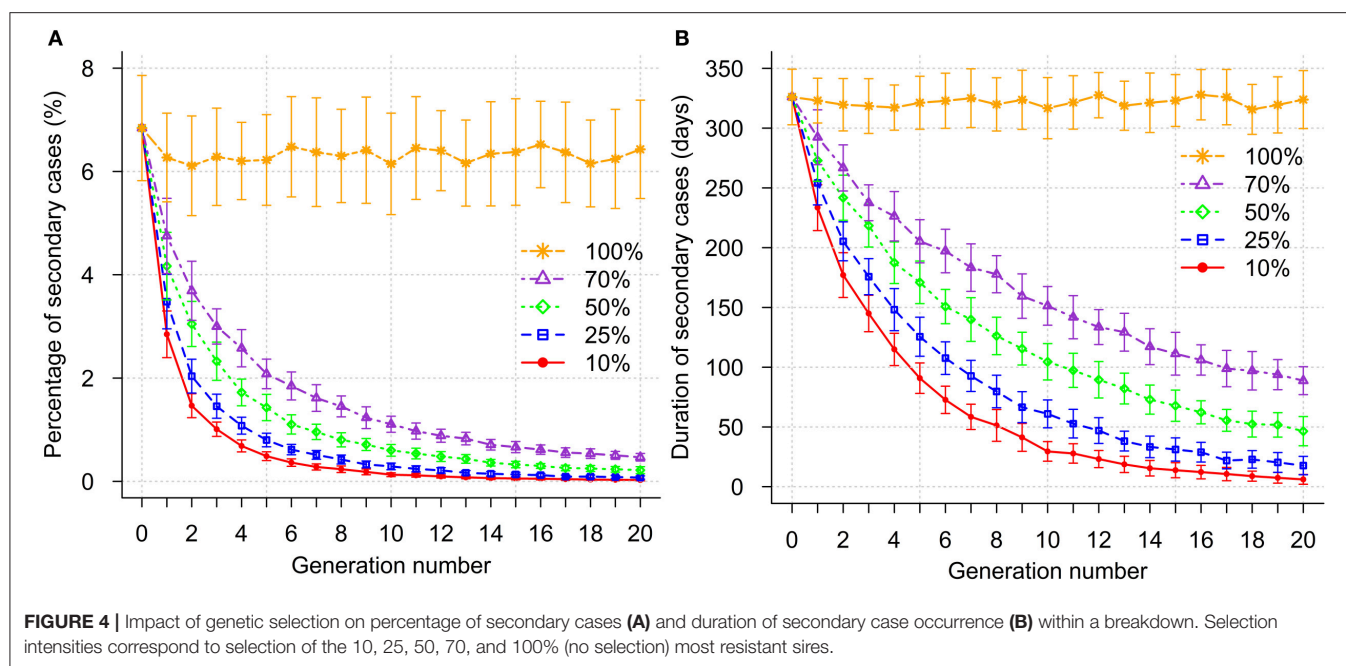 A
Percentage of secondary cases (%)
8
6
4
2
0
100%
70%
50%
25%
10%
0 2 4 6 8 10 12 14 16 18 20
Generation number
B
Duration of secondary cases (days)
350
300
250
200
150
100
50
0
100%
70%
50%
25%
10%
0 2 4 6 8 10 12 14 16 18 20
Generation number
FIGURE 4 | Impact of genetic selection on percentage of secondary cases (A) and duration of secondary case occurrence (B) within a breakdown. Selection
intensities correspond to selection of the 10, 25, 50, 70, and 100% (no selection) most resistant sires.